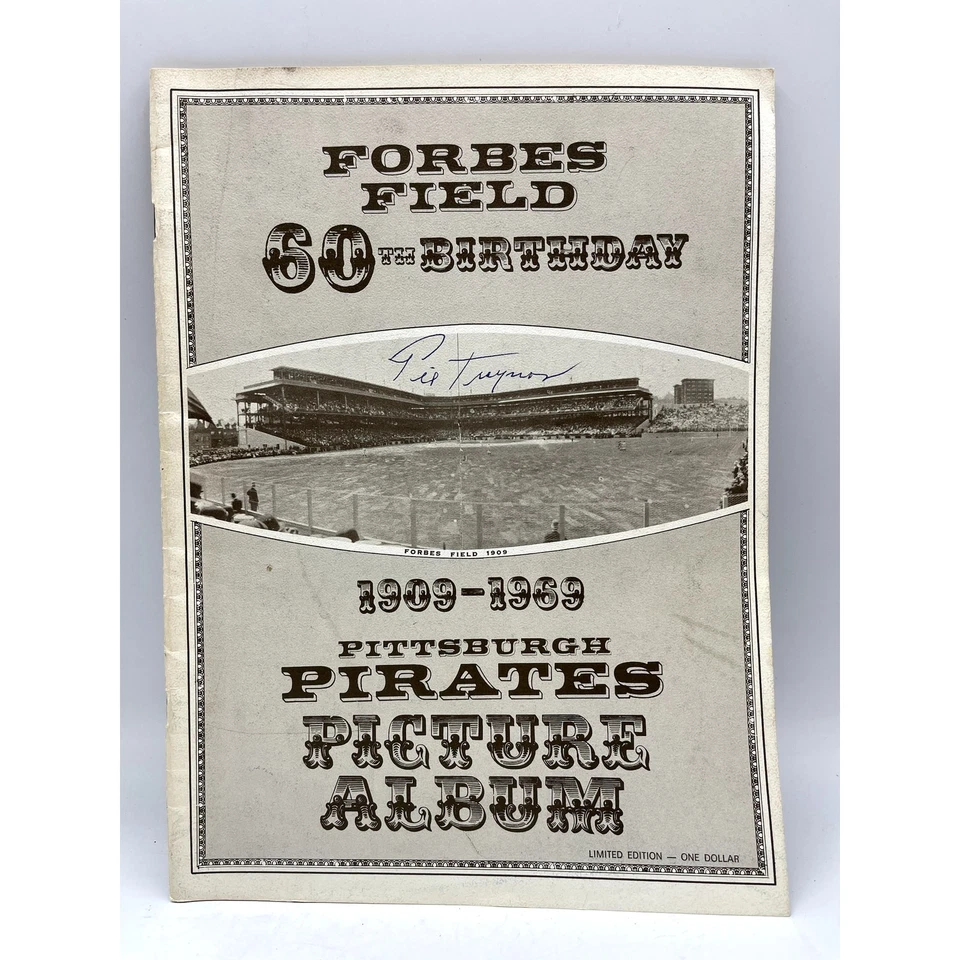 FORBES
FIELD
60TH BIRTHDAY
Pie Traynor
FORBES FIELD 1909
1909-1969
PITTSBURGH
PIRATES
PICTURE
ALBUM
LIMITED EDITION — ONE DOLLAR